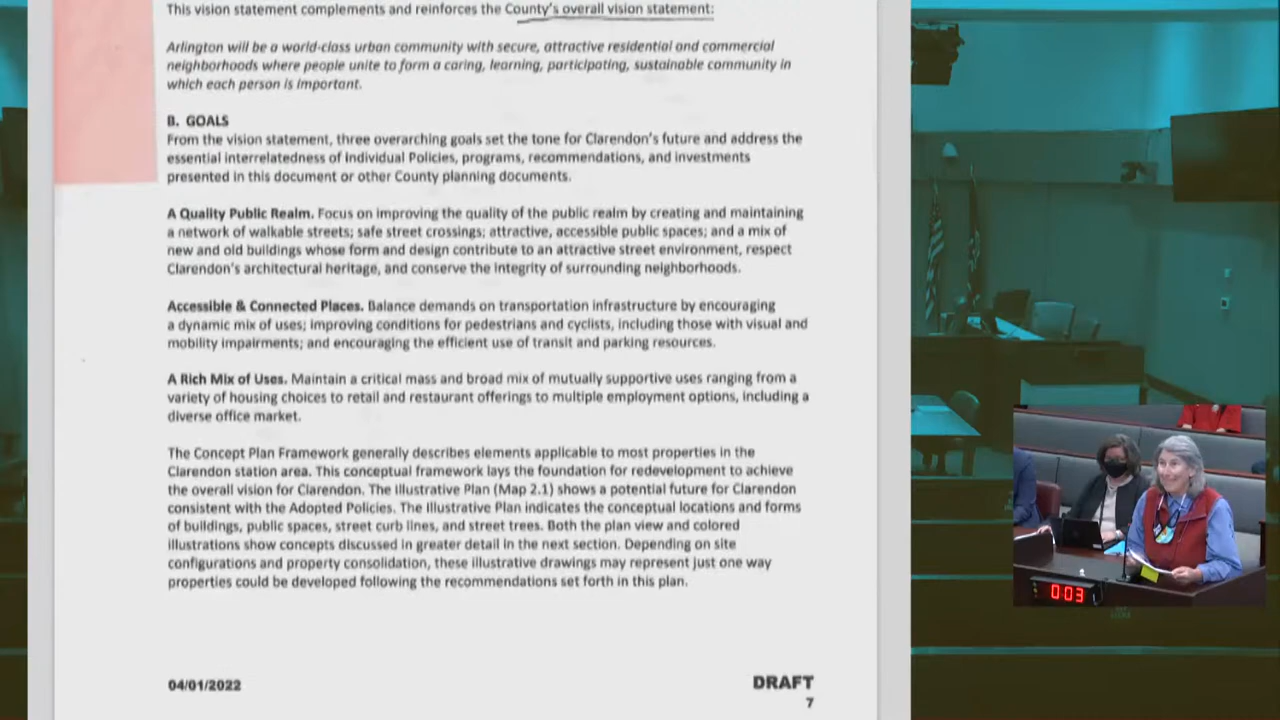 This vision statement complements and reinforces the County's overall vision statement:
Arlington will be a world-class urban community with secure, attractive residential and commercial
neighborhoods where people unite to form a caring, learning, participating, sustainable community in
which each person is important.
B. GOALS
From the vision statement, three overarching goals set the tone for Clarendon's future and address the
essential interrelatedness of individual Policies, programs, recommendations, and investments
presented in this document or other County planning documents.
A Quality Public Realm. Focus on improving the quality of the public realm by creating and maintaining
a network of walkable streets; safe street crossings; attractive, accessible public spaces; and a mix of
new and old buildings whose form and design contribute to an attractive street environment, respect
Clarendon's architectural heritage, and conserve the integrity of surrounding neighborhoods.
Accessible & Connected Places. Balance demands on transportation infrastructure by encouraging
a dynamic mix of uses; improving conditions for pedestrians and cyclists, including those with visual and
mobility impairments; and encouraging the efficient use of transit and parking resources.
A Rich Mix of Uses. Maintain a critical mass and broad mix of mutually supportive uses ranging from a
variety of housing choices to retail and restaurant offerings to multiple employment options, including a
diverse office market.
The Concept Plan Framework generally describes elements applicable to most properties in the
Clarendon station area. This conceptual framework lays the foundation for redevelopment to achieve
the overall vision for Clarendon. The Illustrative Plan (Map 2.1) shows a potential future for Clarendon
consistent with the Adopted Policies. The Illustrative Plan indicates the conceptual locations and forms
of buildings, public spaces, street curb lines, and street trees. Both the plan view and colored
illustrations show concepts discussed in greater detail in the next section. Depending on site
configurations and property consolidation, these illustrative drawings may represent just one way
properties could be developed following the recommendations set forth in this plan.
04/01/2022
DRAFT
7
0:03